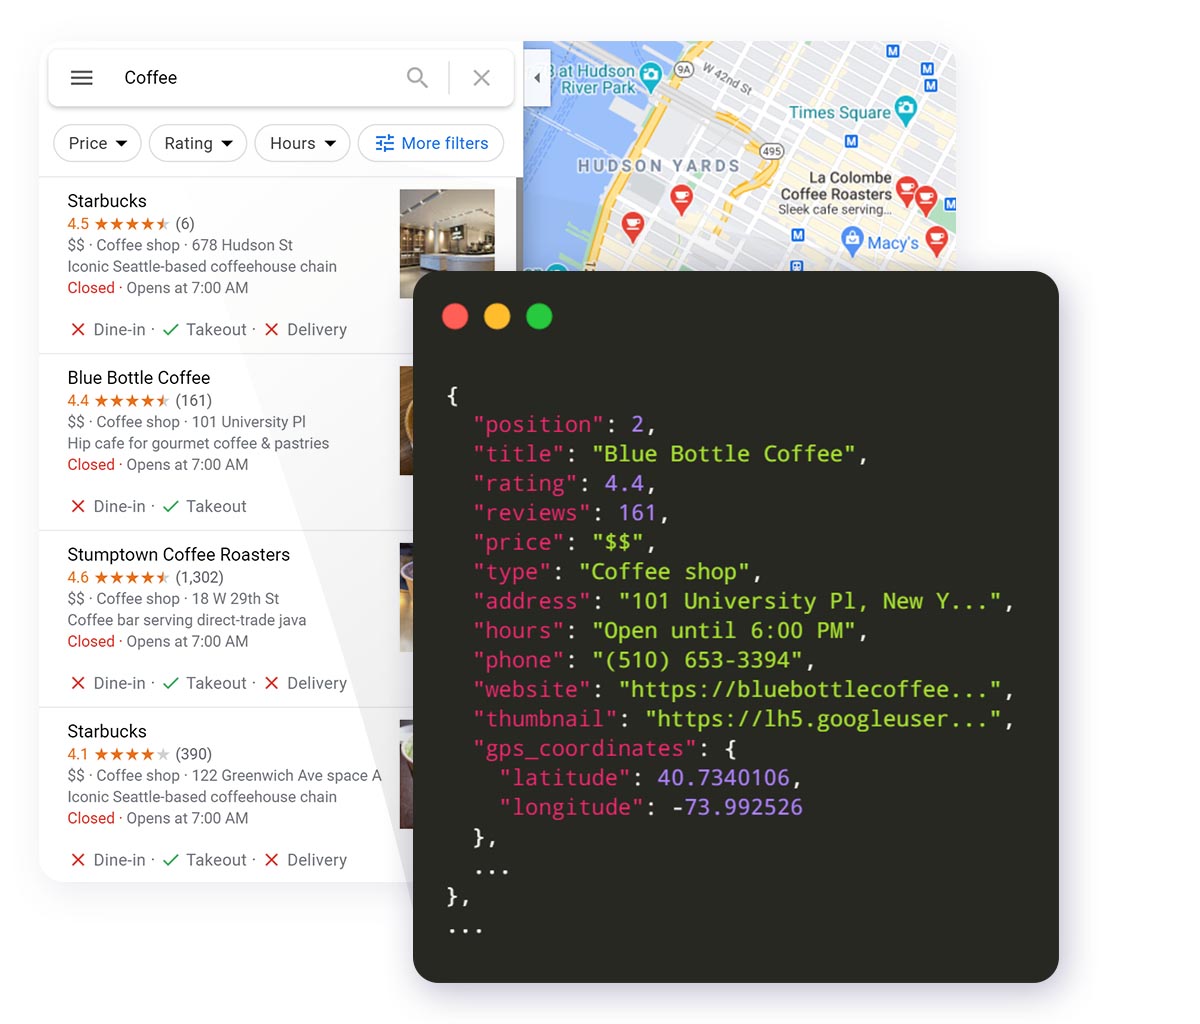 Coffee
Price
Rating
Hours
More filters
Starbucks
4.5 (6)
$$ · Coffee shop · 678 Hudson St
Iconic Seattle-based coffeehouse chain
Closed · Opens at 7:00 AM
Dine-in · Takeout · Delivery
Blue Bottle Coffee
4.4 (161)
$$ · Coffee shop · 101 University Pl
Hip cafe for gourmet coffee & pastries
Closed · Opens at 7:00 AM
Dine-in · Takeout
Stumptown Coffee Roasters
4.6 (1,302)
$$ · Coffee shop · 18 W 29th St
Coffee bar serving direct-trade java
Closed · Opens at 7:00 AM
Dine-in · Takeout · Delivery
Starbucks
4.1 (390)
$$ · Coffee shop · 122 Greenwich Ave space A
Iconic Seattle-based coffeehouse chain
Closed · Opens at 7:00 AM
Dine-in · Takeout · Delivery
at Hudson
River Park
9A
W 42nd St
M
M
M
Times Square
M
495
HUDSON YARDS
La Colombe
Coffee Roasters
Sleek cafe serving...
M
M
Macy's
{
"position": 2,
"title": "Blue Bottle Coffee",
"rating": 4.4,
"reviews": 161,
"price": "$$",
"type": "Coffee shop",
"address": "101 University Pl, New Y...",
"hours": "Open until 6:00 PM",
"phone": "(510) 653-3394",
"website": "https://bluebottlecoffee...",
"thumbnail": "https://lh5.googleuser...",
"gps_coordinates": {
"latitude": 40.7340106,
"longitude": -73.992526
},
...
},
...